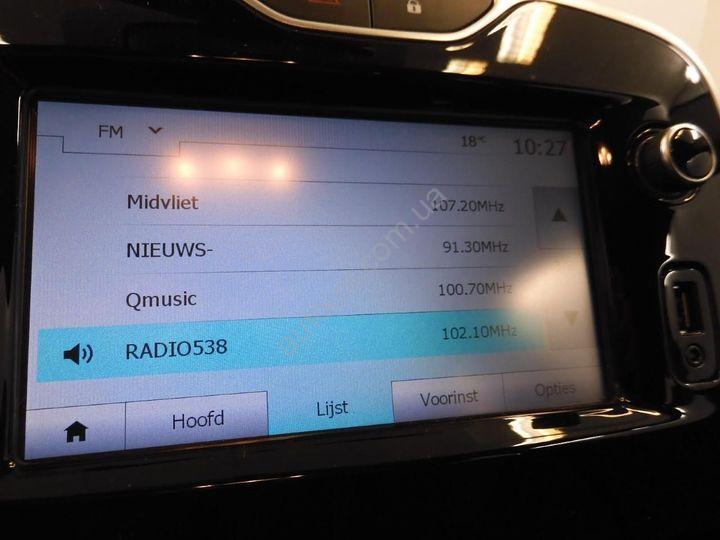 FM 18°C 10:27
Midvliet 107.20MHz
NIEUWS- 91.30MHz
Qmusic 100.70MHz
RADIO538 102.10MHz
Hoofd Lijst Voorinst Opties